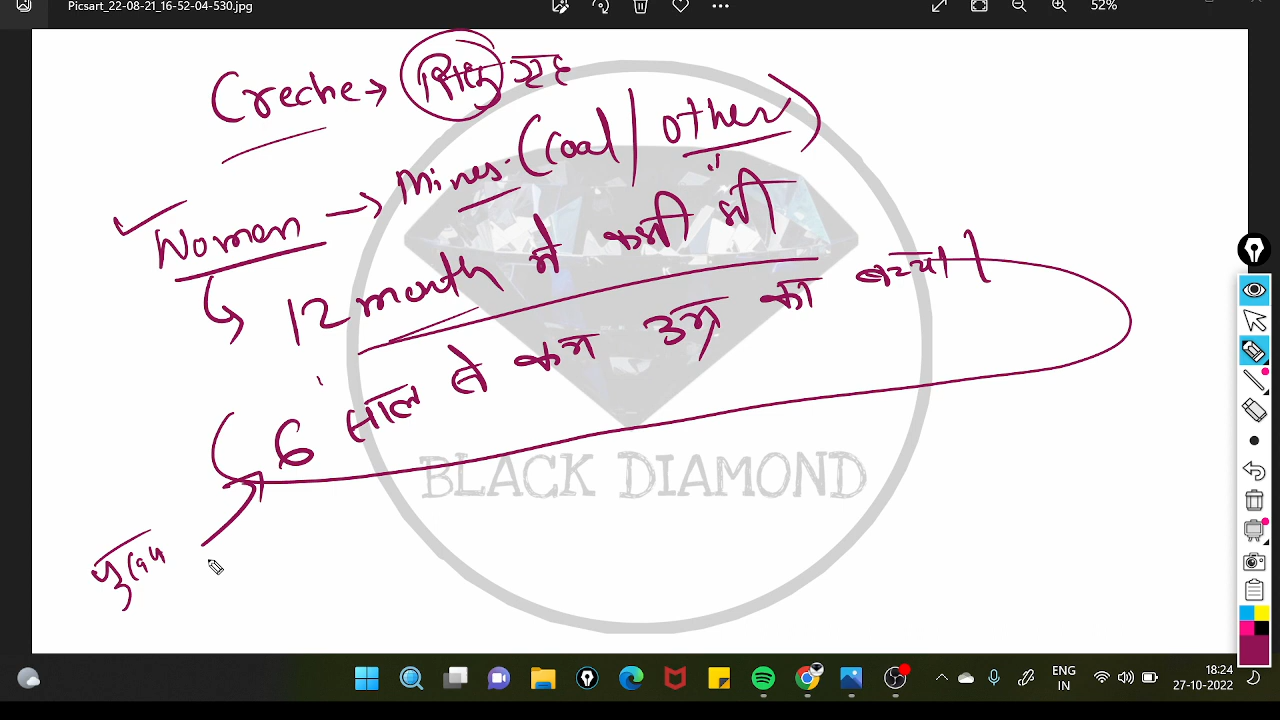 Picsart_22-08-21_16-52-04-530.jpg
52%
Creche → शिशु गृह
Women → Mines. (Coal | other)
12 month में कभी भी
6 साल से कम उम्र का बच्चा
BLACK DIAMOND
ENG
IN
18:24
27-10-2022